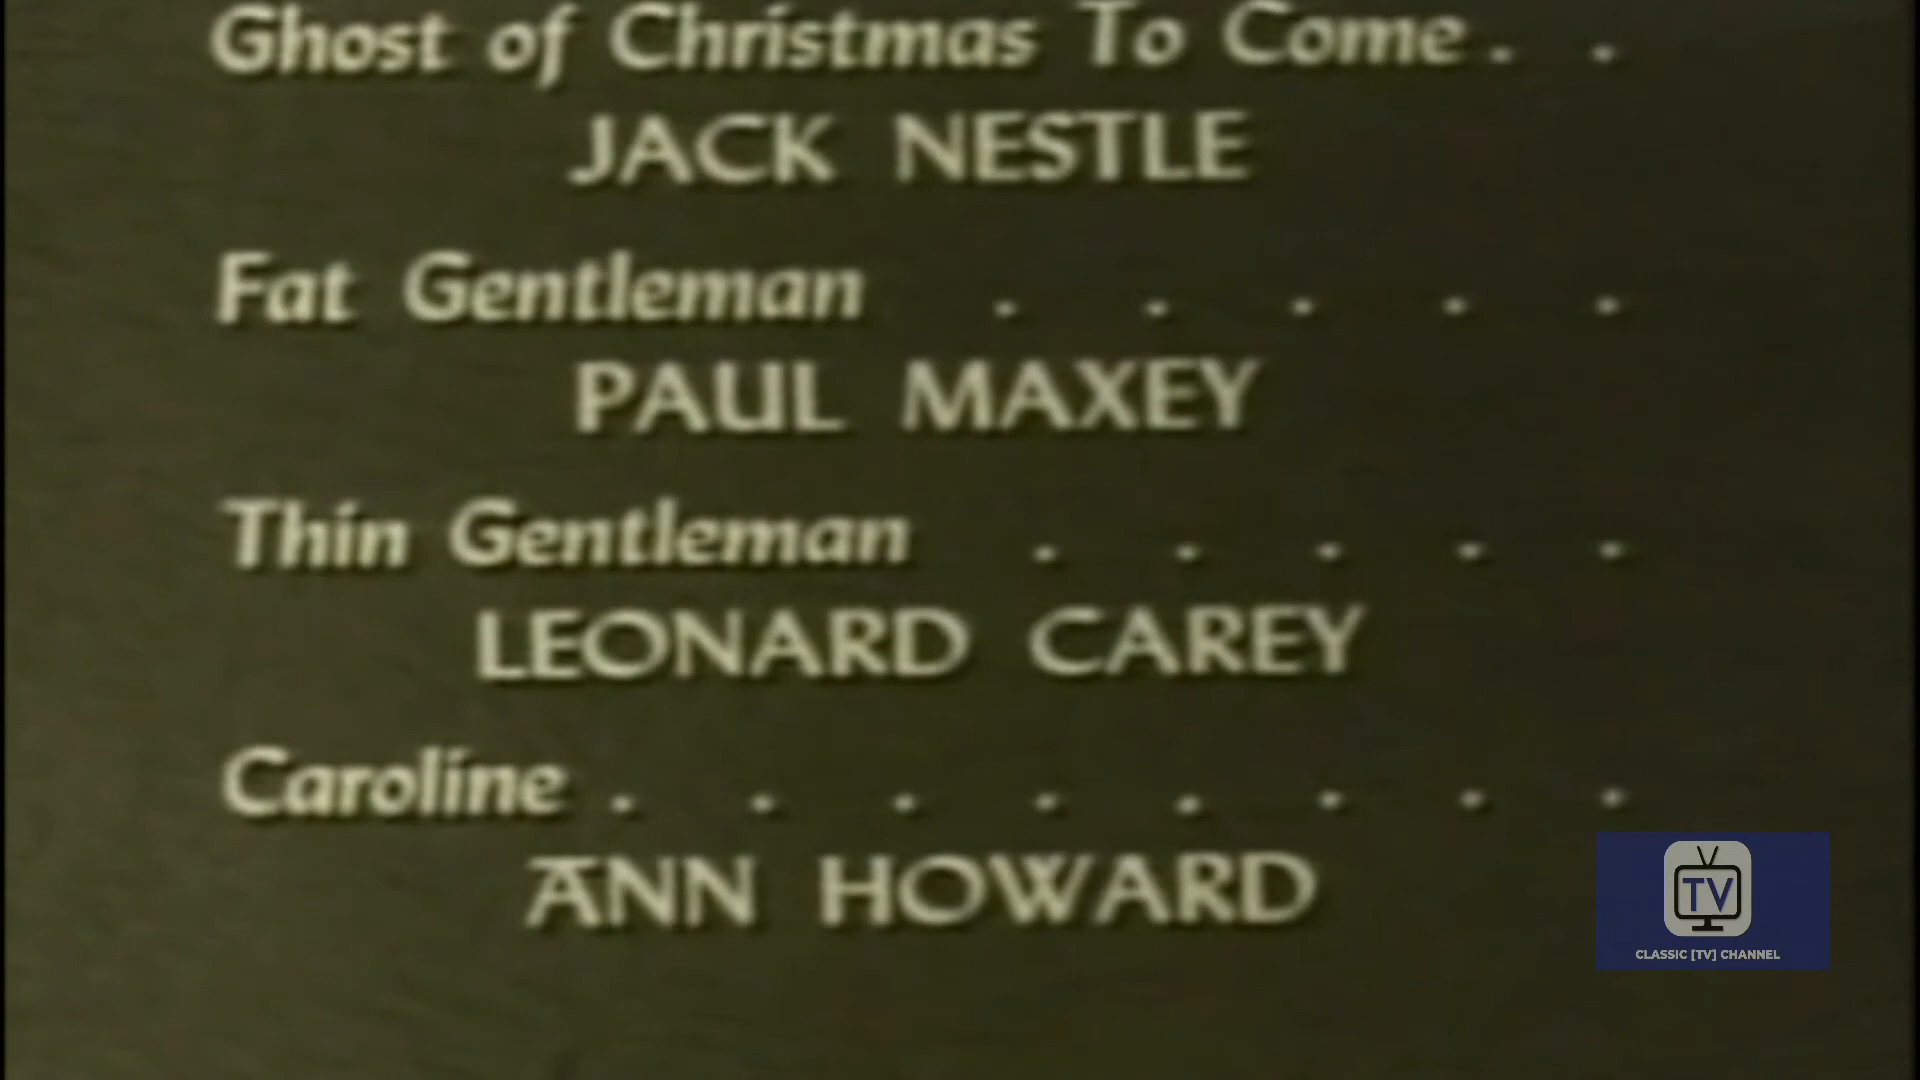 Ghost of Christmas To Come . .
JACK NESTLE
Fat Gentleman . . . . .
PAUL MAXEY
Thin Gentleman . . . . .
LEONARD CAREY
Caroline . . . . . . . .
ANN HOWARD
TV
CLASSIC [TV] CHANNEL